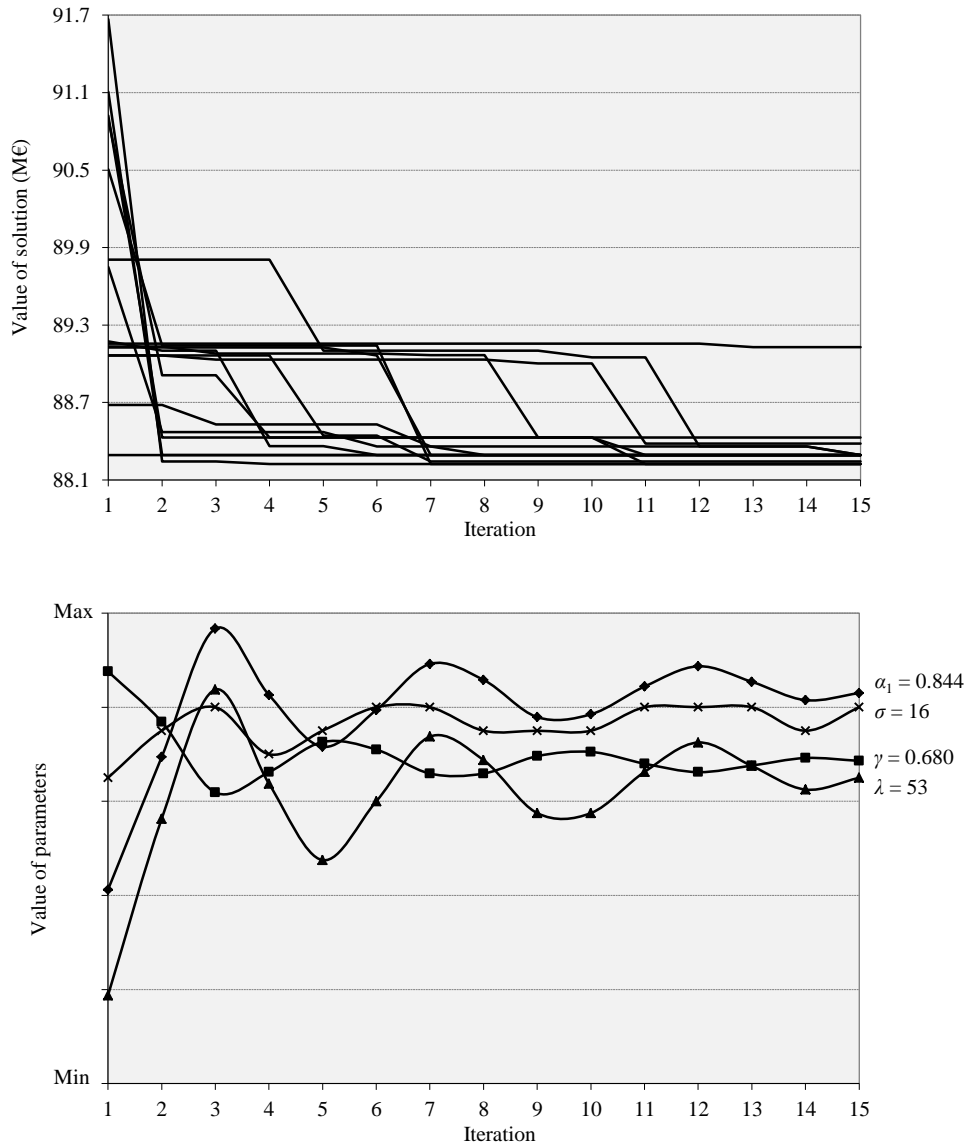 91.7
91.1
90.5
89.9
89.3
88.7
88.1
Value of solution (M€)
1 2 3 4 5 6 7 8 9 10 11 12 13 14 15
Iteration
Max
Min
Value of parameters
α1 = 0.844
σ = 16
γ = 0.680
λ = 53
1 2 3 4 5 6 7 8 9 10 11 12 13 14 15
Iteration